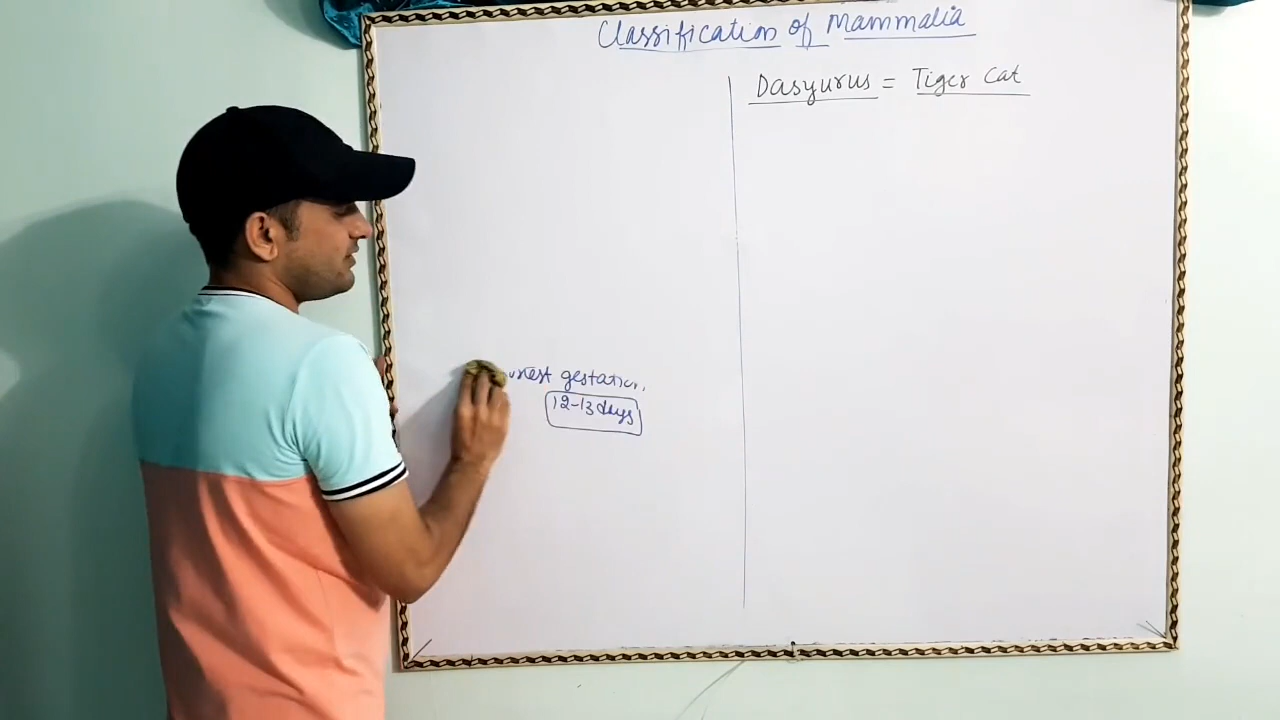 Classification of Mammalia
Dasyurus = Tiger Cat
gestation.
12-13 days